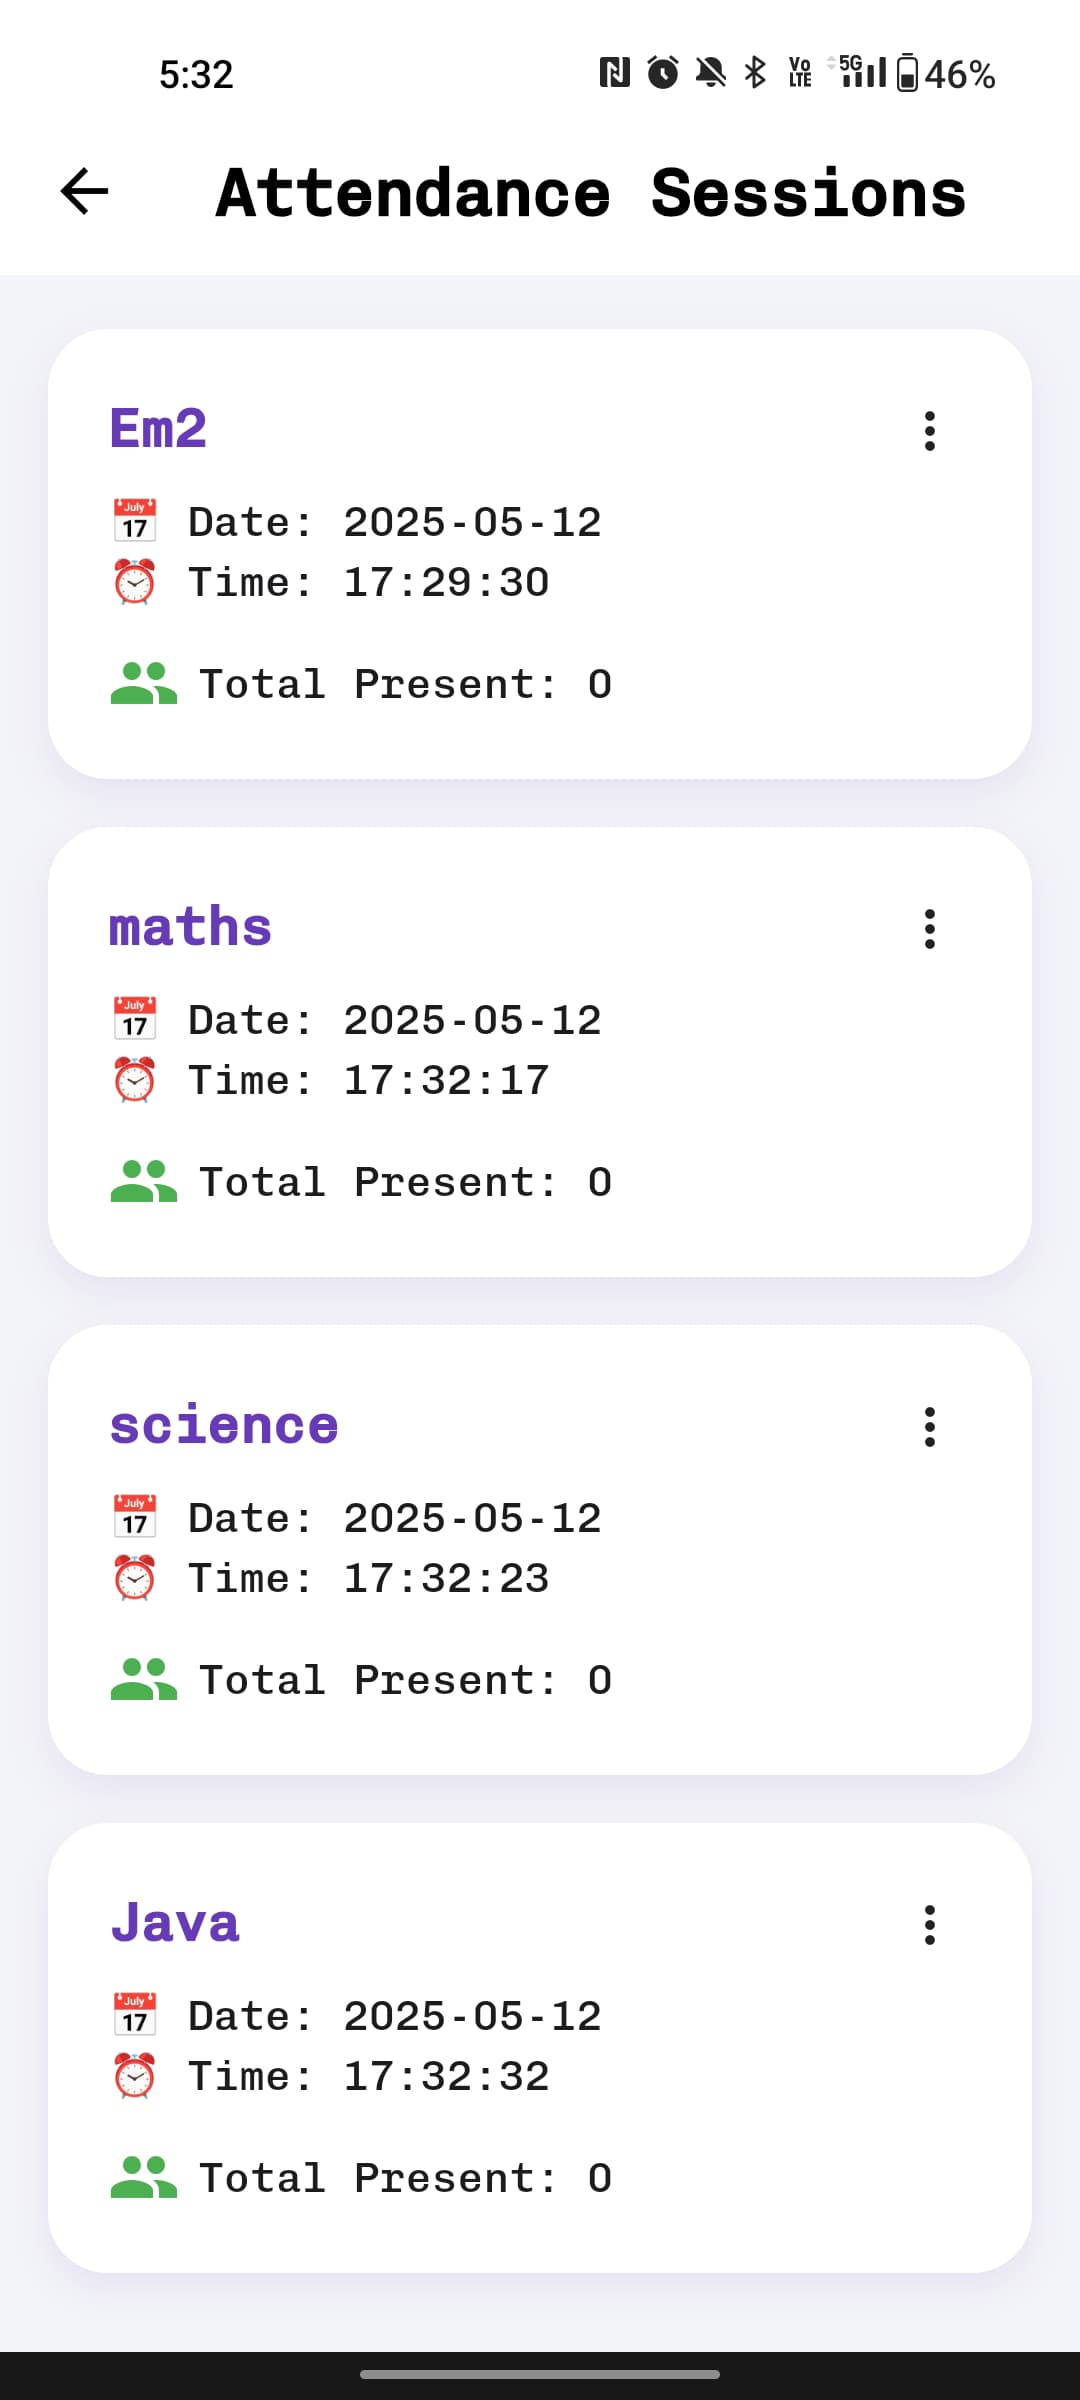 5:32 Vo LTE 5G 46%
Attendance Sessions
Em2
July 17 Date: 2025-05-12
Time: 17:29:30
Total Present: 0
maths
July 17 Date: 2025-05-12
Time: 17:32:17
Total Present: 0
science
July 17 Date: 2025-05-12
Time: 17:32:23
Total Present: 0
Java
July 17 Date: 2025-05-12
Time: 17:32:32
Total Present: 0